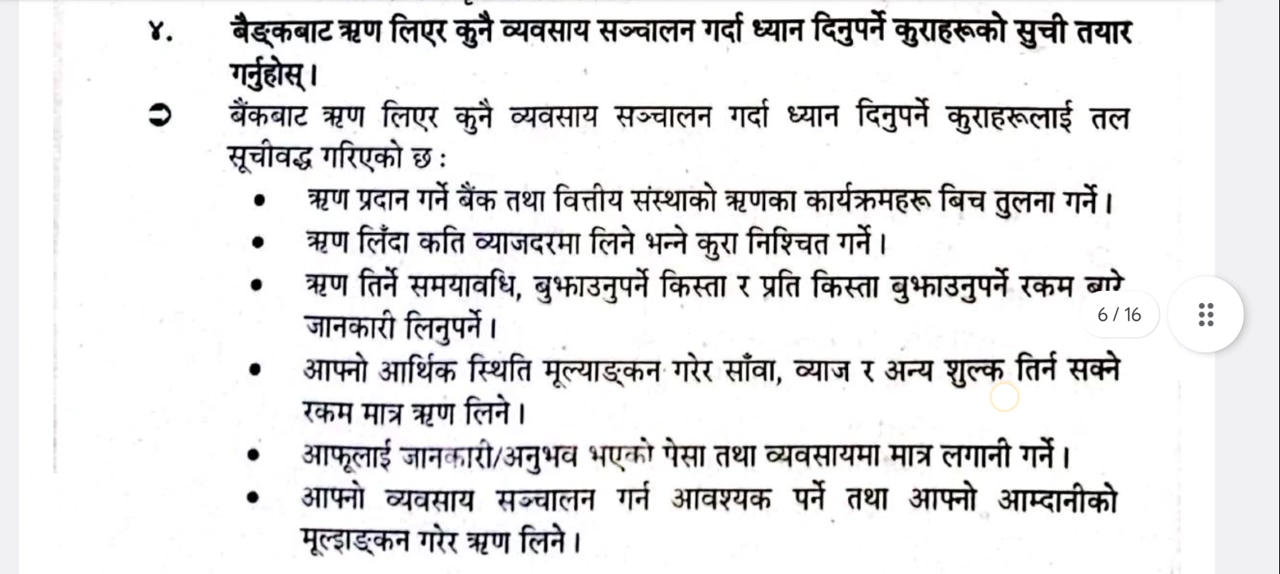 ४. बैङ्कबाट ऋण लिएर कुनै व्यवसाय सञ्चालन गर्दा ध्यान दिनुपर्ने कुराहरूको सुची तयार
गर्नुहोस् ।
➲ बैंकबाट ऋण लिएर कुनै व्यवसाय सञ्चालन गर्दा ध्यान दिनुपर्ने कुराहरूलाई तल
सूचीवद्ध गरिएको छ :
• ऋण प्रदान गर्ने बैंक तथा वित्तीय संस्थाको ऋणका कार्यक्रमहरू बिच तुलना गर्ने ।
• ऋण लिँदा कति व्याजदरमा लिने भन्ने कुरा निश्चित गर्ने ।
• ऋण तिर्ने समयावधि, बुझाउनुपर्ने किस्ता र प्रति किस्ता बुझाउनुपर्ने रकम बारे
6 / 16
जानकारी लिनुपर्ने ।
• आफ्नो आर्थिक स्थिति मूल्याङ्कन गरेर साँवा, व्याज र अन्य शुल्क तिर्न सक्ने
रकम मात्र ऋण लिने ।
• आफूलाई जानकारी/अनुभव भएको पेसा तथा व्यवसायमा मात्र लगानी गर्ने ।
• आफ्नो व्यवसाय सञ्चालन गर्न आवश्यक पर्ने तथा आफ्नो आम्दानीको
मूल्याङ्कन गरेर ऋण लिने ।